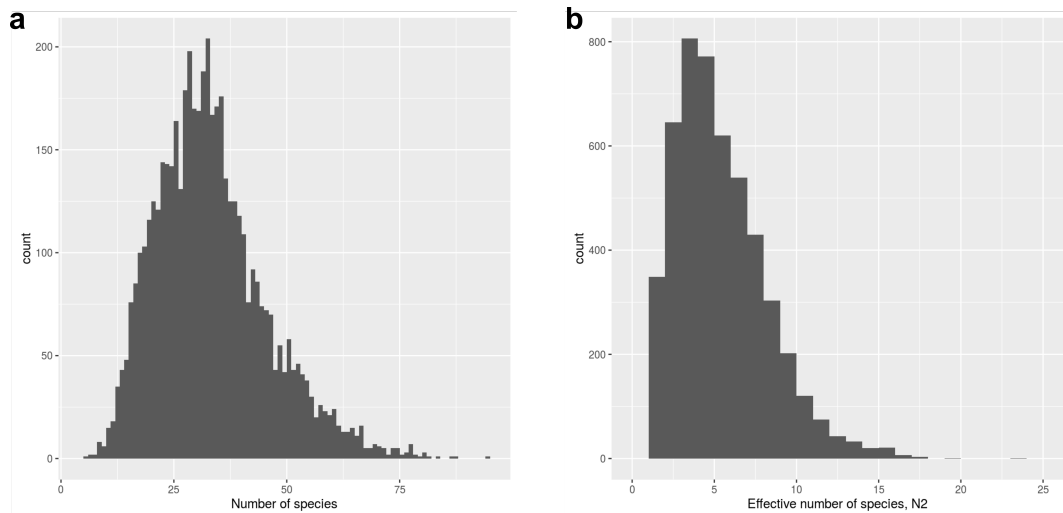 a
200
150
100
50
0
count
0 25 50 75
Number of species
b
800
600
400
200
0
count
0 5 10 15 20 25
Effective number of species, N2